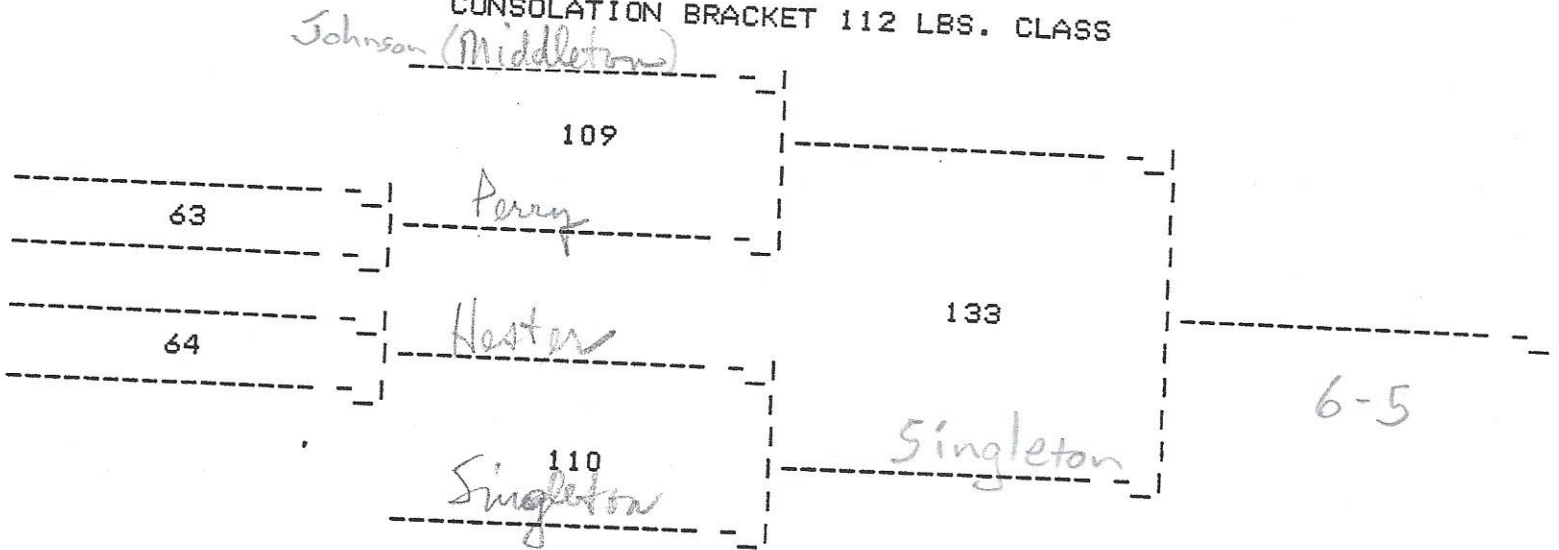 CONSOLATION BRACKET 112 LBS. CLASS
Johnson (Middleton)
109
63
Perry
64
Hester
133
6-5
110
Singleton
Singleton